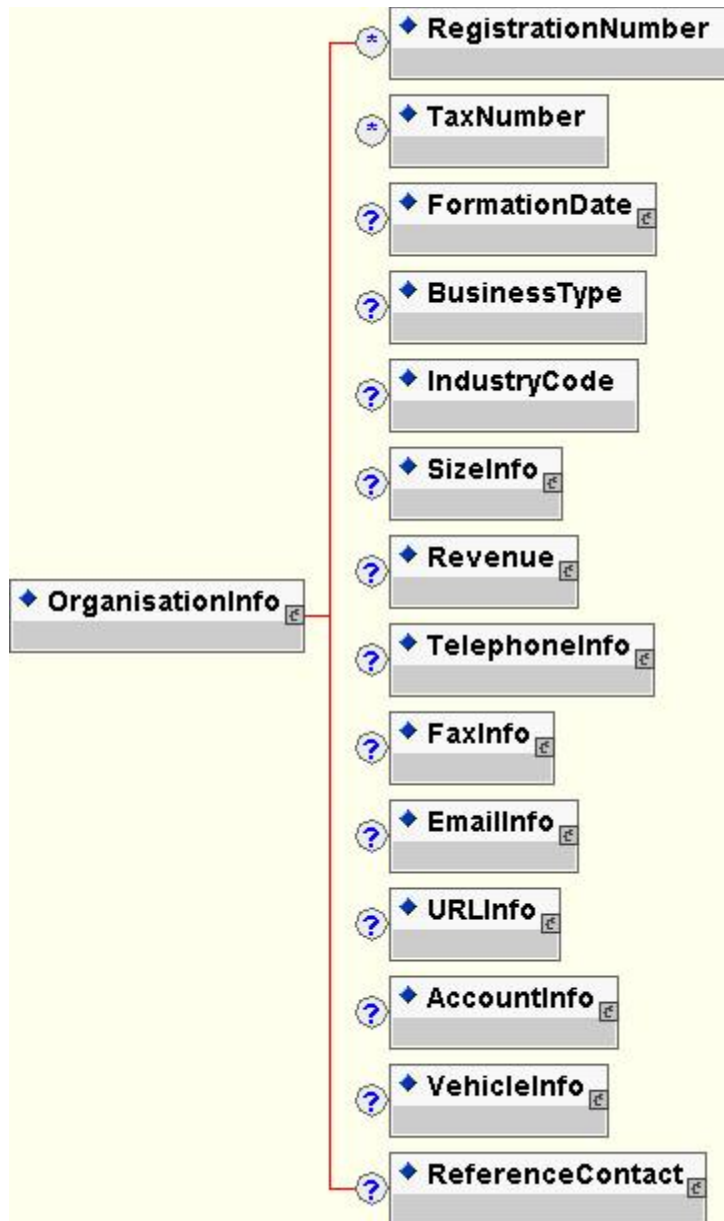 * RegistrationNumber
* TaxNumber
? FormationDate
? BusinessType
? IndustryCode
? SizeInfo
? Revenue
OrganisationInfo
? TelephoneInfo
? FaxInfo
? EmailInfo
? URLInfo
? AccountInfo
? VehicleInfo
? ReferenceContact